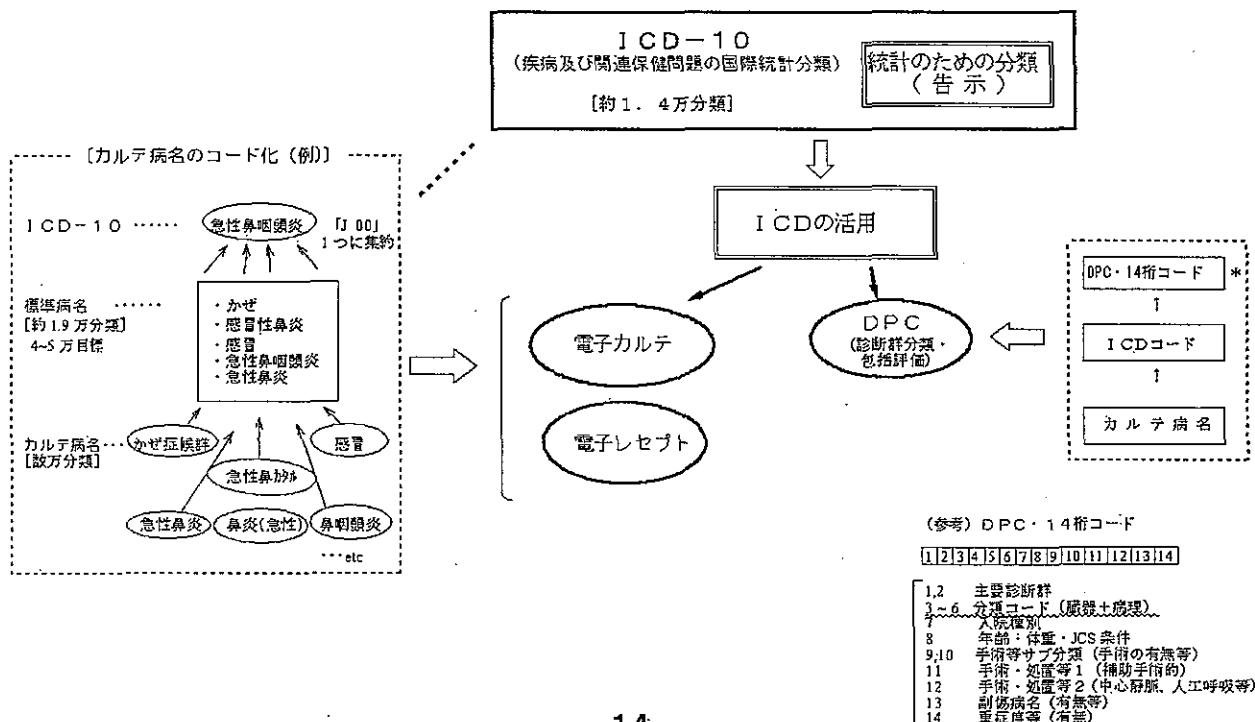 ICD-10
(疾病及び関連保健問題の国際統計分類)
[約1.4万分類]
統計のための分類
(告示)
[カルテ病名のコード化(例)]
ICD-10 ……
急性鼻咽頭炎
「J00」
1つに集約
標準病名 ……
[約1.9万分類]
4~5万目標
・かぜ
・感冒性鼻炎
・感冒
・急性鼻咽頭炎
・急性鼻炎
カルテ病名…
[数万分類]
かぜ症候群
感冒
急性鼻カタル
急性鼻炎
鼻炎(急性)
鼻咽頭炎
…etc
ICDの活用
電子カルテ
電子レセプト
DPC
(診断群分類・
包括評価)
DPC・14桁コード *
↑
ICDコード
↑
カルテ病名
(参考)DPC・14桁コード
1 2 3 4 5 6 7 8 9 10 11 12 13 14
1,2 主要診断群
3~6 分類コード(臓器+病理)
7 入院種別
8 年齢:体重・JCS条件
9,10 手術等サブ分類(手術の有無等)
11 手術・処置等1(補助手術的)
12 手術・処置等2(中心静脈、人工呼吸等)
13 副傷病名(有無等)
14 重症度等(有無)
14